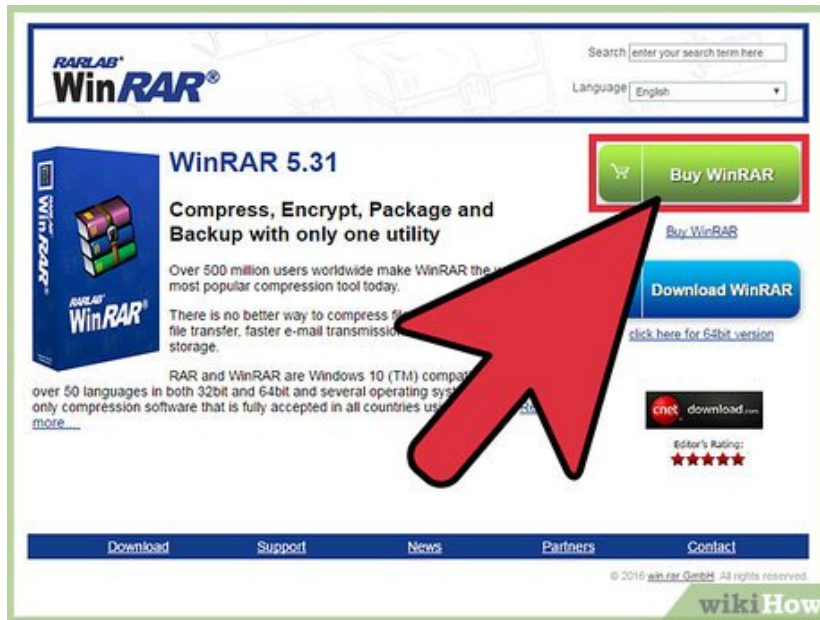 RARLAB®
WinRAR®
Search enter your search term here
Language English
WinRAR
RARLAB®
WinRAR®
WinRAR 5.31
Compress, Encrypt, Package and
Backup with only one utility
Over 500 million users worldwide make WinRAR the
most popular compression tool today.
There is no better way to compress
file transfer, faster e-mail
storage.
RAR and WinRAR are Windows 10 (TM)
over 50 languages in both 32bit and 64bit and several operating
only compression software that is fully accepted in all countries
more....
Buy WinRAR
Buy WinRAR
Download WinRAR
click here for 64bit version
cnet download.com
Editor's Rating:
Download Support News Partners Contact
© 2016 win.rar GmbH. All rights reserved.
wikiHow